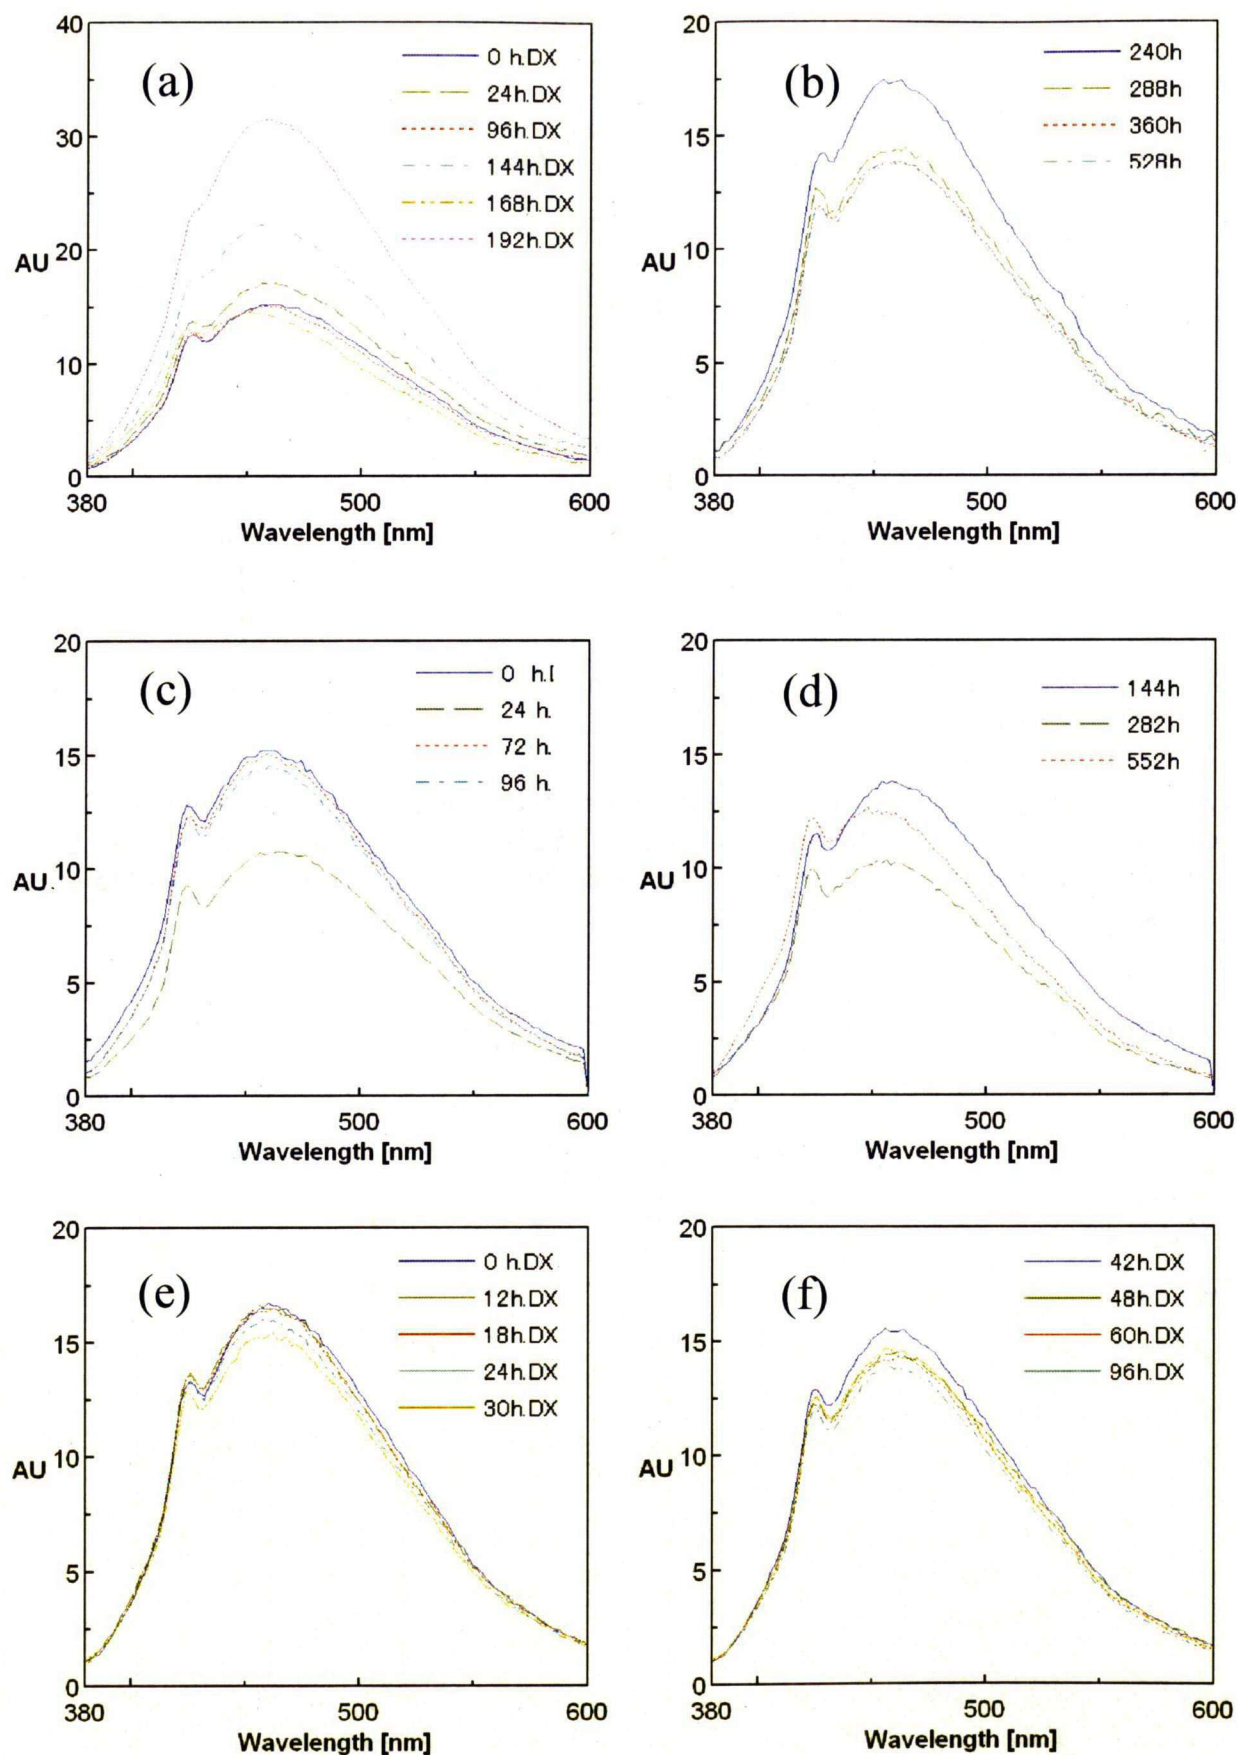 40
30
20
10
0
AU
(a)
0 h.DX
24h.DX
96h.DX
144h.DX
168h.DX
192h.DX
380
500
600
Wavelength [nm]
20
15
10
5
0
AU
(b)
240h
288h
360h
528h
380
500
600
Wavelength [nm]
20
15
10
5
0
AU
(c)
0 h.[
24 h.
72 h.
96 h.
380
500
600
Wavelength [nm]
20
15
10
5
0
AU
(d)
144h
282h
552h
380
500
600
Wavelength [nm]
20
15
10
5
0
AU
(e)
0 h.DX
12h.DX
18h.DX
24h.DX
30h.DX
380
500
600
Wavelength [nm]
20
15
10
5
0
AU
(f)
42h.DX
48h.DX
60h.DX
96h.DX
380
500
600
Wavelength [nm]